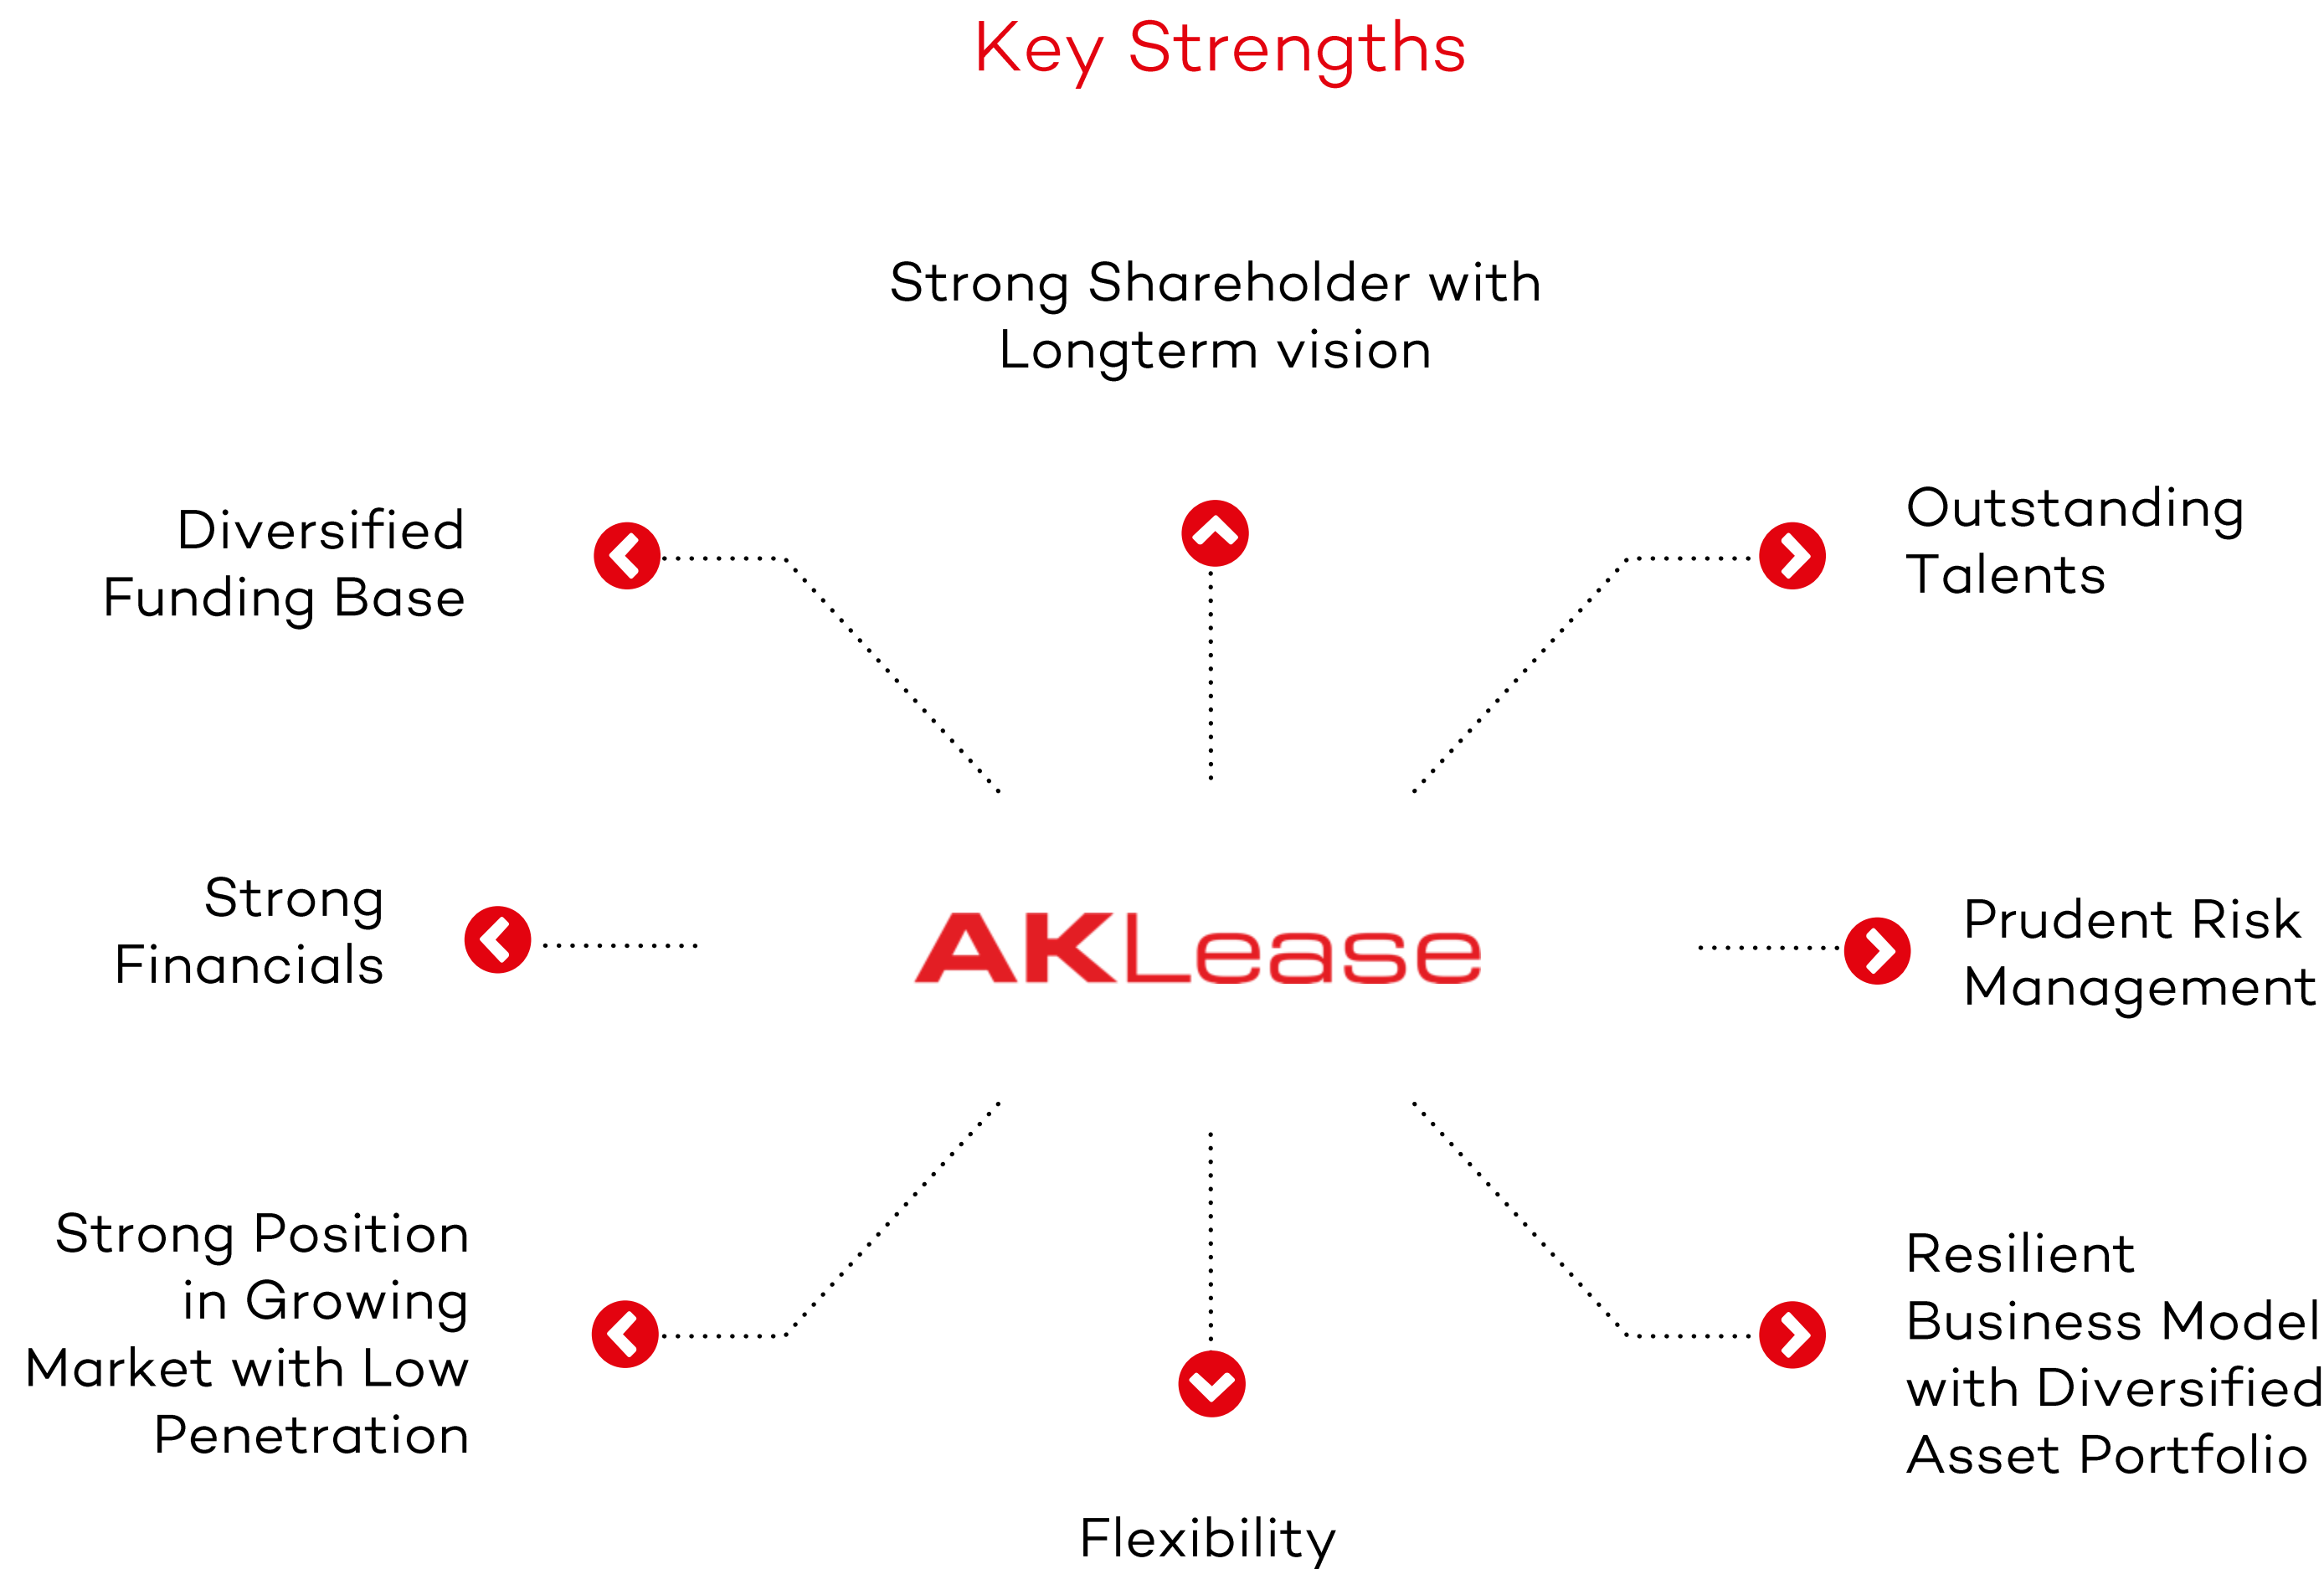 Key Strengths
Strong Shareholder with
Longterm vision
Diversified
Funding Base
Outstanding
Talents
Strong
Financials
AKLease
Prudent Risk
Management
Strong Position
in Growing
Market with Low
Penetration
Resilient
Business Model
with Diversified
Asset Portfolio
Flexibility